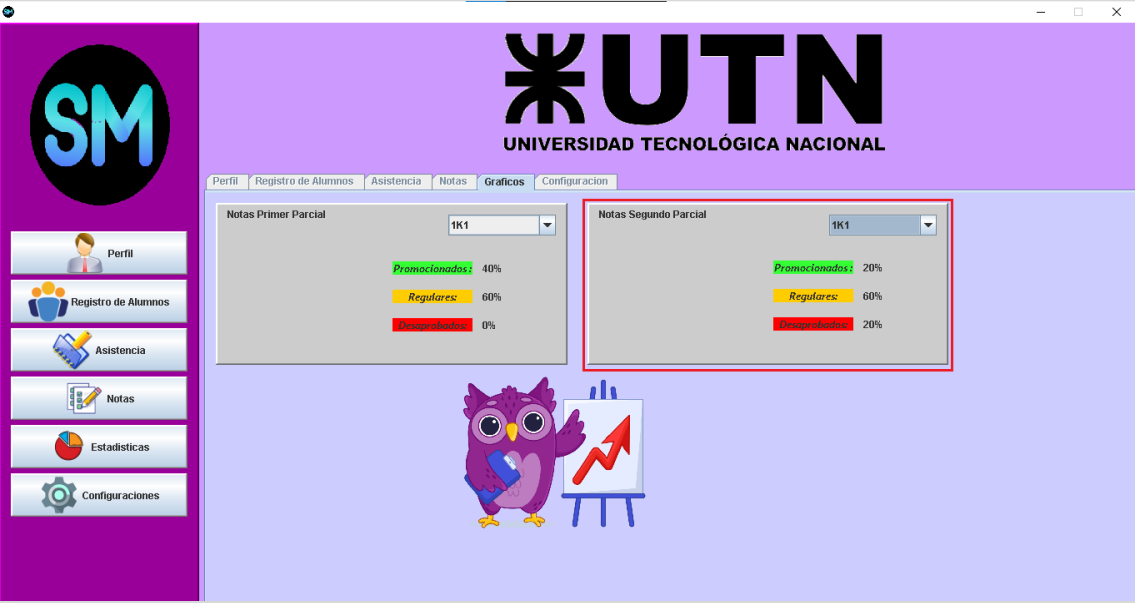 SM
UTN
UNIVERSIDAD TECNOLÓGICA NACIONAL
Perfil
Registro de Alumnos
Asistencia
Notas
Estadisticas
Configuraciones
Perfil Registro de Alumnos Asistencia Notas Graficos Configuracion
Notas Primer Parcial
1K1
Promocionados: 40%
Regulares: 60%
Desaprobados: 0%
Notas Segundo Parcial
1K1
Promocionados: 20%
Regulares: 60%
Desaprobados: 20%